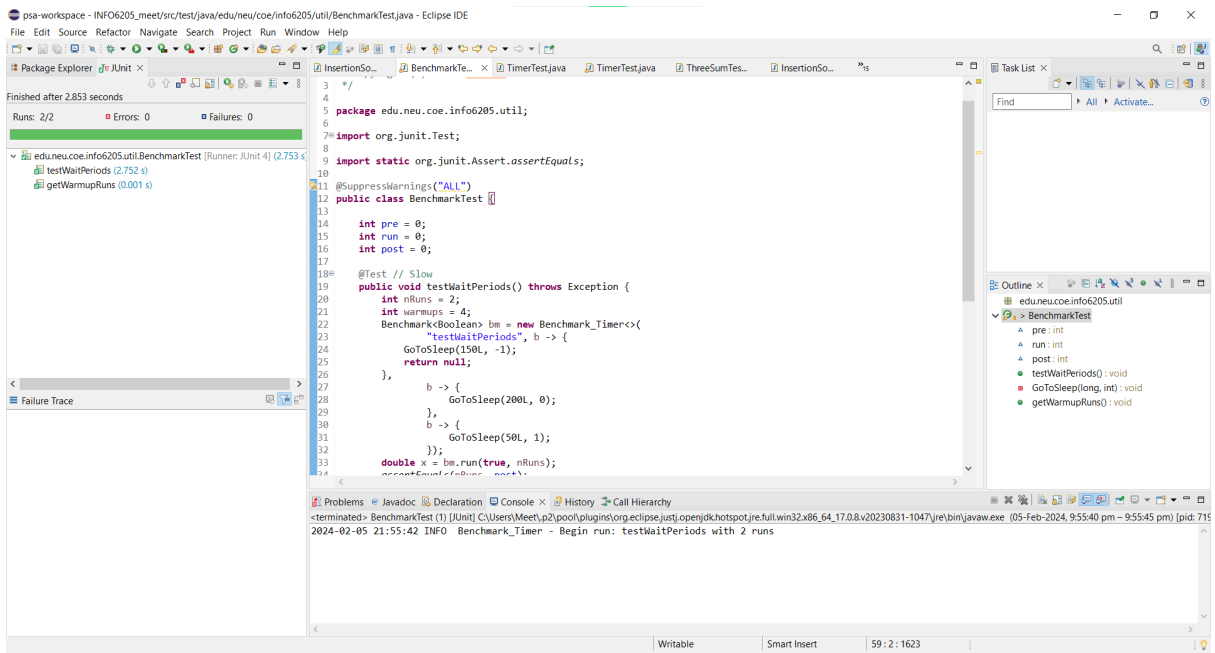 psa-workspace - INFO6205_meet/src/test/java/edu/neu/coe/info6205/util/BenchmarkTest.java - Eclipse IDE
File Edit Source Refactor Navigate Search Project Run Window Help
Package Explorer JUnit
Finished after 2.853 seconds
Runs: 2/2 Errors: 0 Failures: 0
edu.neu.coe.info6205.util.BenchmarkTest [Runner: JUnit 4] (2.753 s)
testWaitPeriods (2.752 s)
getWarmupRuns (0.001 s)
Failure Trace
InsertionSo... BenchmarkTe... TimerTest.java TimerTest.java ThreeSumTes... InsertionSo... »15
3 */
4
5 package edu.neu.coe.info6205.util;
6
7 import org.junit.Test;
8
9 import static org.junit.Assert.assertEquals;
10
11 @SuppressWarnings("ALL")
12 public class BenchmarkTest {
13
14 int pre = 0;
15 int run = 0;
16 int post = 0;
17
18 @Test // Slow
19 public void testWaitPeriods() throws Exception {
20 int nRuns = 2;
21 int warmups = 4;
22 Benchmark<Boolean> bm = new Benchmark_Timer<>(
23 "testWaitPeriods", b -> {
24 GoToSleep(150L, -1);
25 return null;
26 },
27 b -> {
28 GoToSleep(200L, 0);
29 },
30 b -> {
31 GoToSleep(50L, 1);
32 });
33 double x = bm.run(true, nRuns);
34 assertEquals(nRuns, post);
Task List
Find All Activate...
Outline
edu.neu.coe.info6205.util
> BenchmarkTest
pre : int
run : int
post : int
testWaitPeriods() : void
GoToSleep(long, int) : void
getWarmupRuns() : void
Problems Javadoc Declaration Console History Call Hierarchy
<terminated> BenchmarkTest (1) [JUnit] C:\Users\Meet\.p2\pool\plugins\org.eclipse.justj.openjdk.hotspot.jre.full.win32.x86_64_17.0.8.v20230831-1047\jre\bin\javaw.exe (05-Feb-2024, 9:55:40 pm – 9:55:45 pm) [pid: 719
2024-02-05 21:55:42 INFO Benchmark_Timer - Begin run: testWaitPeriods with 2 runs
Writable Smart Insert 59 : 2 : 1623